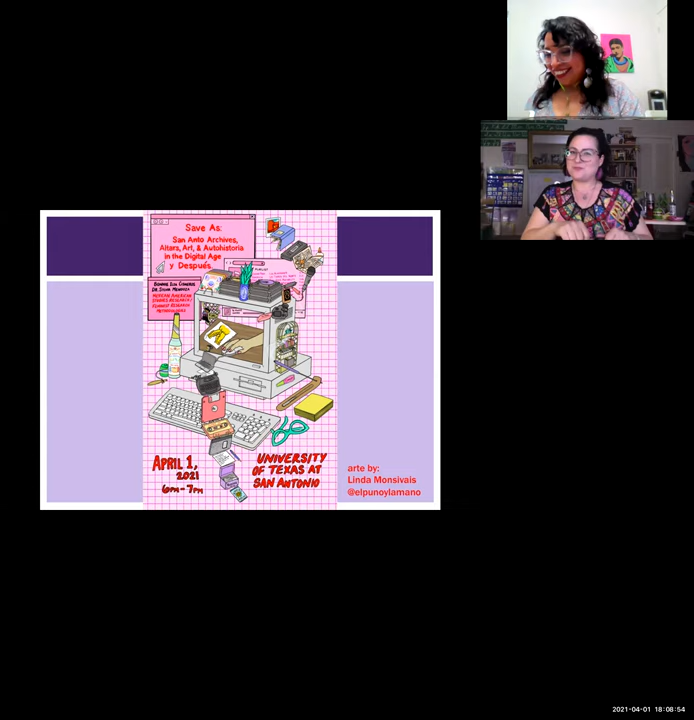 Save As:
San Anto Archives,
Altars, Art, & Autohistoria
in the Digital Age
y Después
PLAYLIST
April 1,
2021
6pm-7pm
UNIVERSITY
OF TEXAS AT
SAN ANTONIO
arte by:
Linda Monsivais
@elpunoylamano
2021-04-01 18:08:54